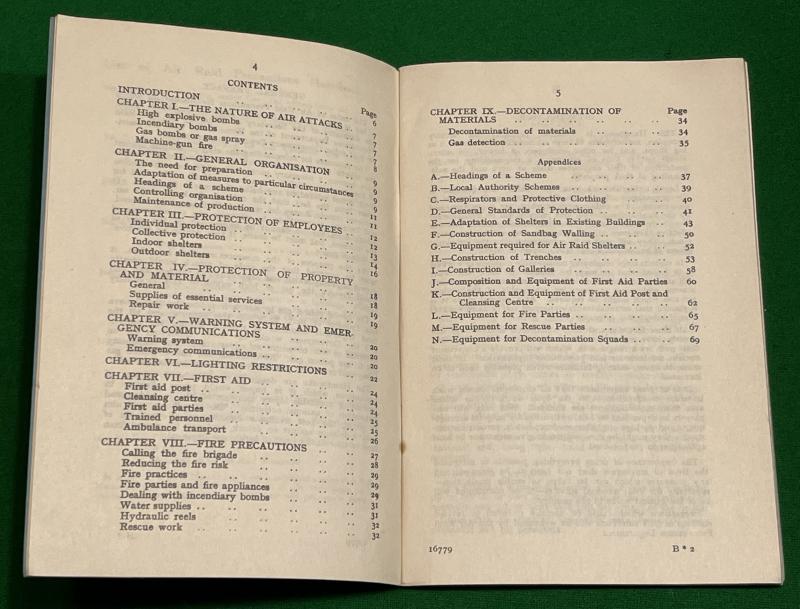 4
CONTENTS
Page
INTRODUCTION .. .. .. .. .. 6
CHAPTER I.—THE NATURE OF AIR ATTACKS .. 7
High explosive bombs .. .. .. .. 7
Incendiary bombs .. .. .. .. 7
Gas bombs or gas spray .. .. .. .. 7
Machine-gun fire .. .. .. .. 8
CHAPTER II.—GENERAL ORGANISATION .. 9
The need for preparation .. .. .. .. 9
Adaptation of measures to particular circumstances 9
Headings of a scheme .. .. .. .. 9
Controlling organisation .. .. .. .. 11
Maintenance of production .. .. .. .. 11
CHAPTER III.—PROTECTION OF EMPLOYEES .. 12
Individual protection .. .. .. .. 12
Collective protection .. .. .. .. 13
Indoor shelters .. .. .. .. 14
Outdoor shelters .. .. .. .. 16
CHAPTER IV.—PROTECTION OF PROPERTY
AND MATERIAL .. .. .. .. 18
General .. .. .. .. 18
Supplies of essential services .. .. .. 19
Repair work .. .. .. .. 19
CHAPTER V.—WARNING SYSTEM AND EMER-
GENCY COMMUNICATIONS .. .. .. 20
Warning system .. .. .. .. 20
Emergency communications .. .. .. .. 20
CHAPTER VI.—LIGHTING RESTRICTIONS .. 22
CHAPTER VII.—FIRST AID .. .. .. .. 24
First aid post .. .. .. .. 24
Cleansing centre .. .. .. .. 24
First aid parties .. .. .. .. 25
Trained personnel .. .. .. .. 25
Ambulance transport .. .. .. .. 26
CHAPTER VIII.—FIRE PRECAUTIONS .. .. 27
Calling the fire brigade .. .. .. .. 28
Reducing the fire risk .. .. .. .. 29
Fire practices .. .. .. .. 29
Fire parties and fire appliances .. .. .. 29
Dealing with incendiary bombs .. .. .. 31
Water supplies .. .. .. .. 31
Hydraulic reels .. .. .. .. 32
Rescue work .. .. .. .. 32
5
Page
CHAPTER IX.—DECONTAMINATION OF
MATERIALS .. .. .. .. .. .. 34
Decontamination of materials .. .. .. 34
Gas detection .. .. .. .. .. .. 35
Appendices
A.—Headings of a Scheme .. .. .. .. 37
B.—Local Authority Schemes .. .. .. .. 39
C.—Respirators and Protective Clothing .. .. 40
D.—General Standards of Protection .. .. .. 41
E.—Adaptation of Shelters in Existing Buildings .. 43
F.—Construction of Sandbag Walling .. .. .. 50
G.—Equipment required for Air Raid Shelters .. .. 52
H.—Construction of Trenches .. .. .. .. 53
I.—Construction of Galleries .. .. .. .. 58
J.—Composition and Equipment of First Aid Parties 60
K.—Construction and Equipment of First Aid Post and
Cleansing Centre .. .. .. .. .. 62
L.—Equipment for Fire Parties .. .. .. .. 65
M.—Equipment for Rescue Parties .. .. .. 67
N.—Equipment for Decontamination Squads .. .. 69
16779
B * 2